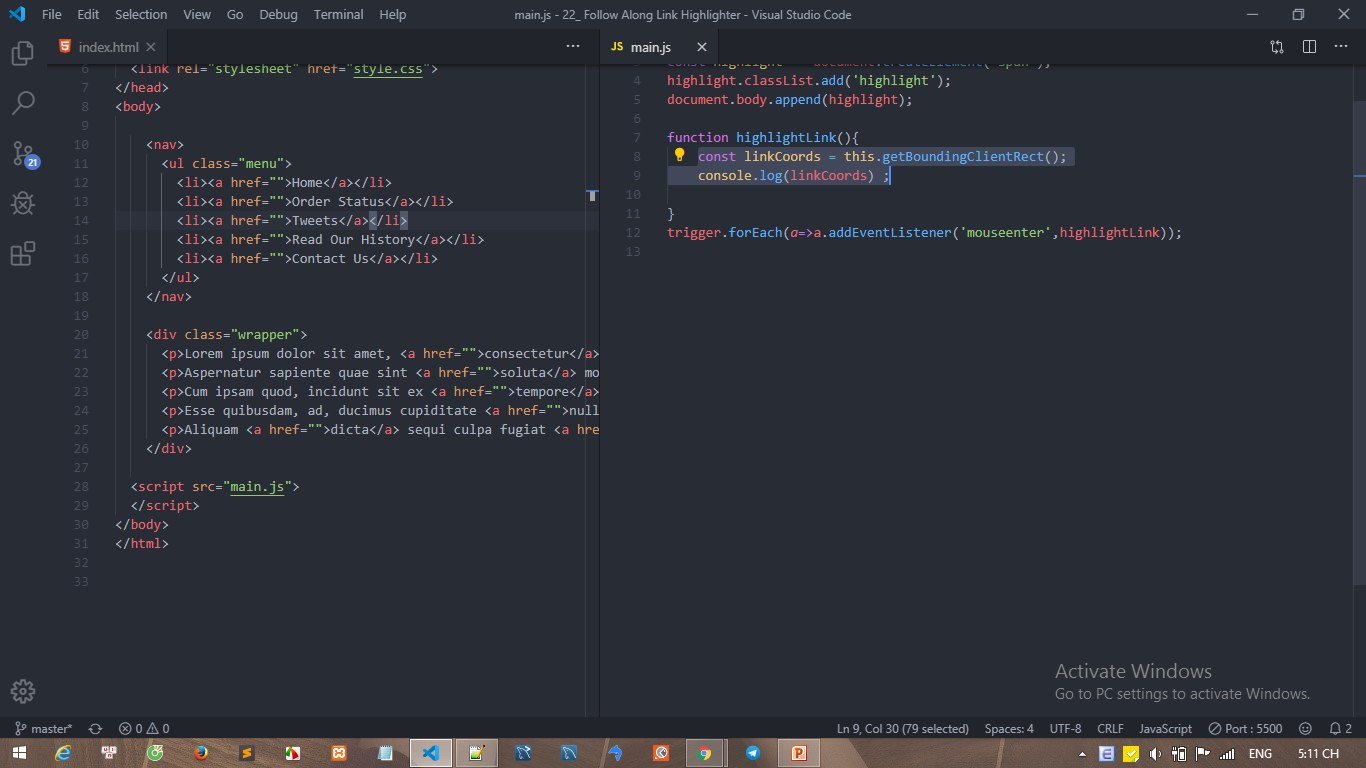 File Edit Selection View Go Debug Terminal Help main.js - 22_ Follow Along Link Highlighter - Visual Studio Code
index.html
6 <link rel="stylesheet" href="style.css">
7 </head>
8 <body>
9
10 <nav>
11 <ul class="menu">
12 <li><a href="">Home</a></li>
13 <li><a href="">Order Status</a></li>
14 <li><a href="">Tweets</a></li>
15 <li><a href="">Read Our History</a></li>
16 <li><a href="">Contact Us</a></li>
17 </ul>
18 </nav>
19
20 <div class="wrapper">
21 <p>Lorem ipsum dolor sit amet, <a href="">consectetur</a>
22 <p>Aspernatur sapiente quae sint <a href="">soluta</a> mo
23 <p>Cum ipsam quod, incidunt sit ex <a href="">tempore</a>
24 <p>Esse quibusdam, ad, ducimus cupiditate <a href="">null
25 <p>Aliquam <a href="">dicta</a> sequi culpa fugiat <a hre
26 </div>
27
28 <script src="main.js">
29 </script>
30 </body>
31 </html>
32
33
JS main.js
4 highlight.classList.add('highlight');
5 document.body.append(highlight);
6
7 function highlightLink(){
8 const linkCoords = this.getBoundingClientRect();
9 console.log(linkCoords) ;
10
11 }
12 trigger.forEach(a=>a.addEventListener('mouseenter',highlightLink));
13
21
Activate Windows
Go to PC settings to activate Windows.
master* 0 0 Ln 9, Col 30 (79 selected) Spaces: 4 UTF-8 CRLF JavaScript Port : 5500 2
ENG 5:11 CH